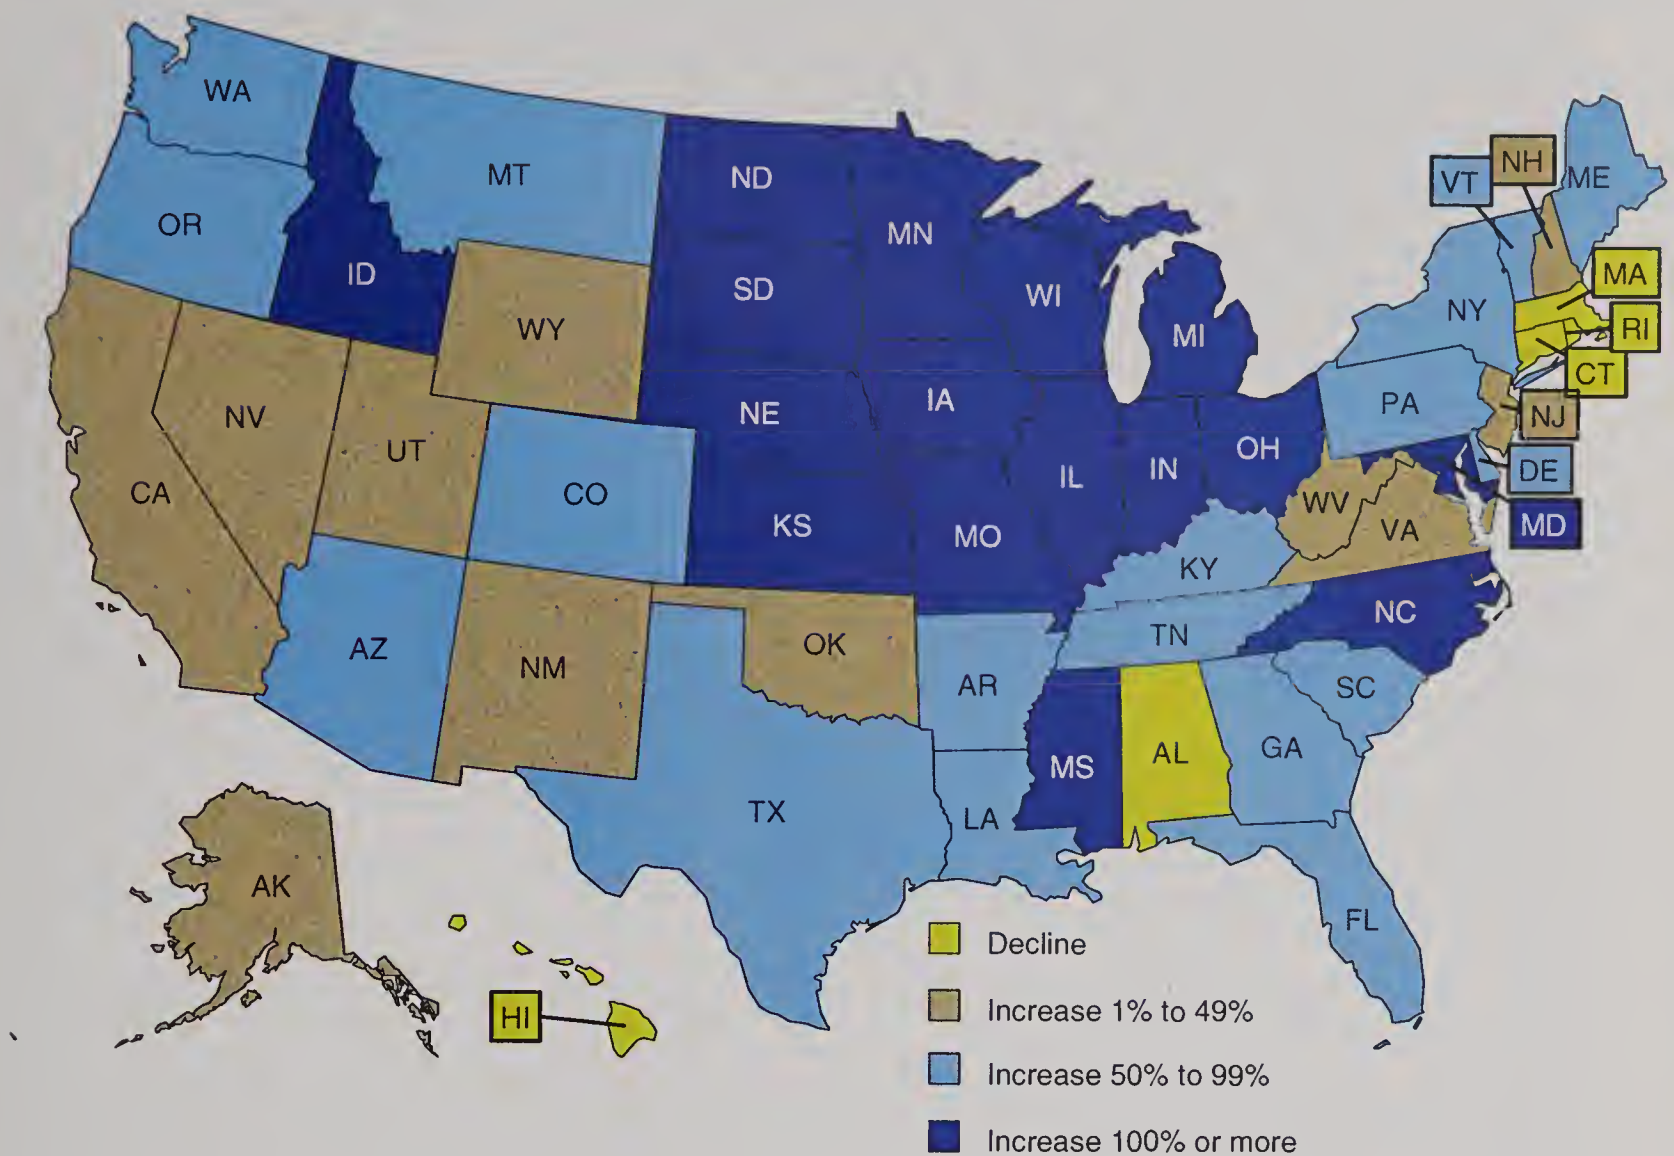 WA
MT
ND
MN
VT
NH
ME
OR
ID
SD
WI
MI
NY
MA
RI
CT
WY
NE
IA
PA
NJ
NV
UT
CO
IL
IN
OH
DE
CA
KS
MO
WV
VA
MD
KY
AZ
NM
OK
AR
TN
NC
SC
TX
LA
MS
AL
GA
FL
AK
HI
Decline
Increase 1% to 49%
Increase 50% to 99%
Increase 100% or more